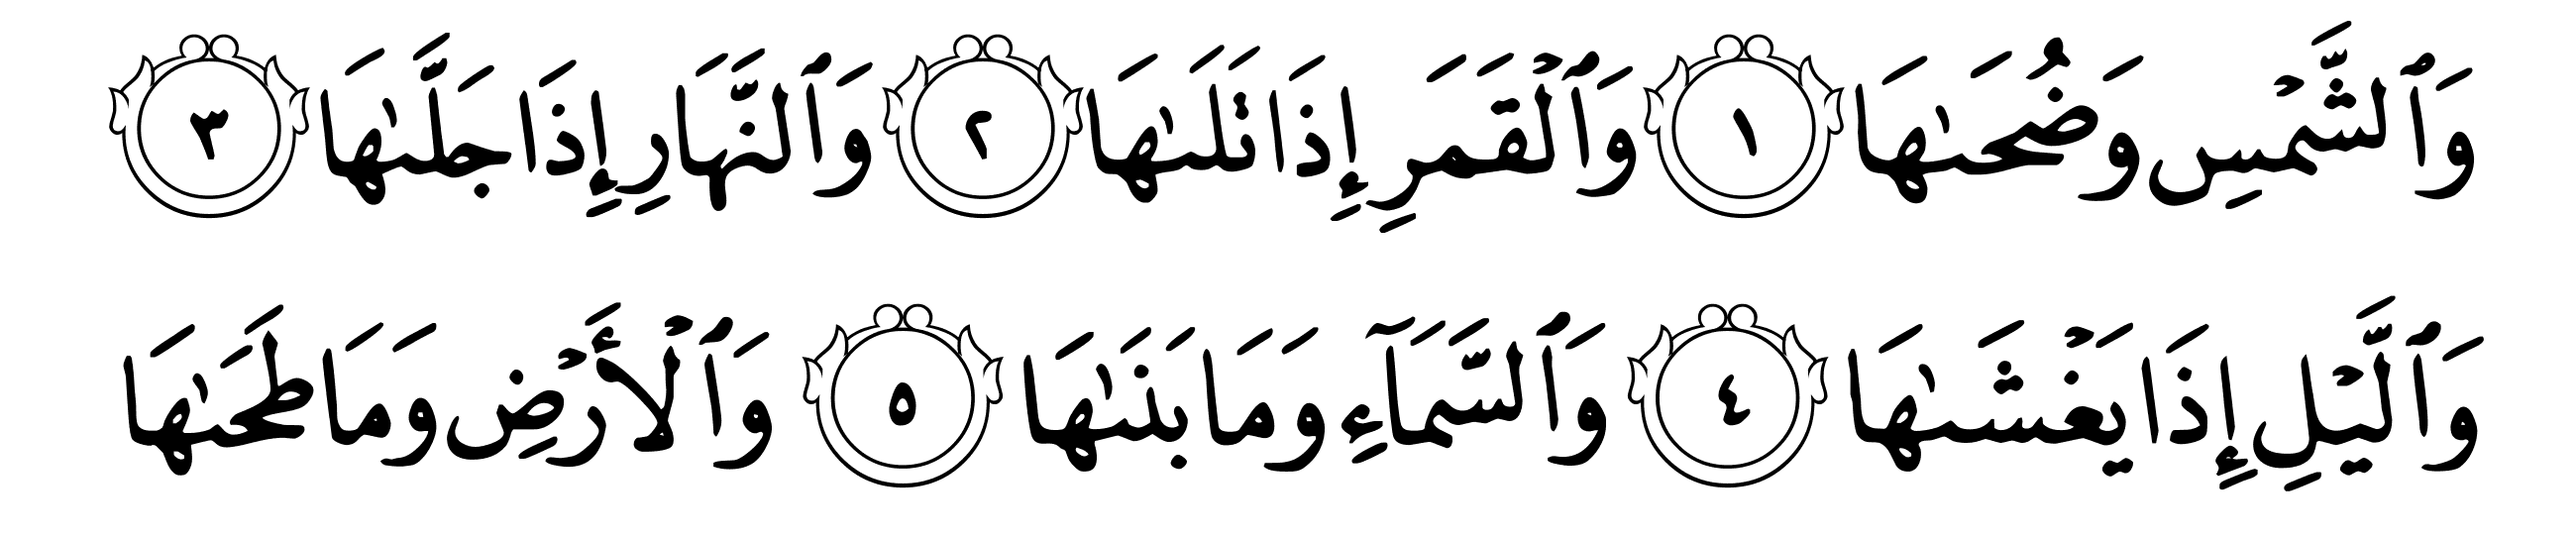 وَٱلشَّمْسِ وَضُحَىٰهَا ١ وَٱلْقَمَرِ إِذَا تَلَىٰهَا ٢ وَٱلنَّهَارِ إِذَا جَلَّىٰهَا ٣
وَٱلَّيْلِ إِذَا يَغْشَىٰهَا ٤ وَٱلسَّمَآءِ وَمَا بَنَىٰهَا ٥ وَٱلْأَرْضِ وَمَا طَحَىٰهَا